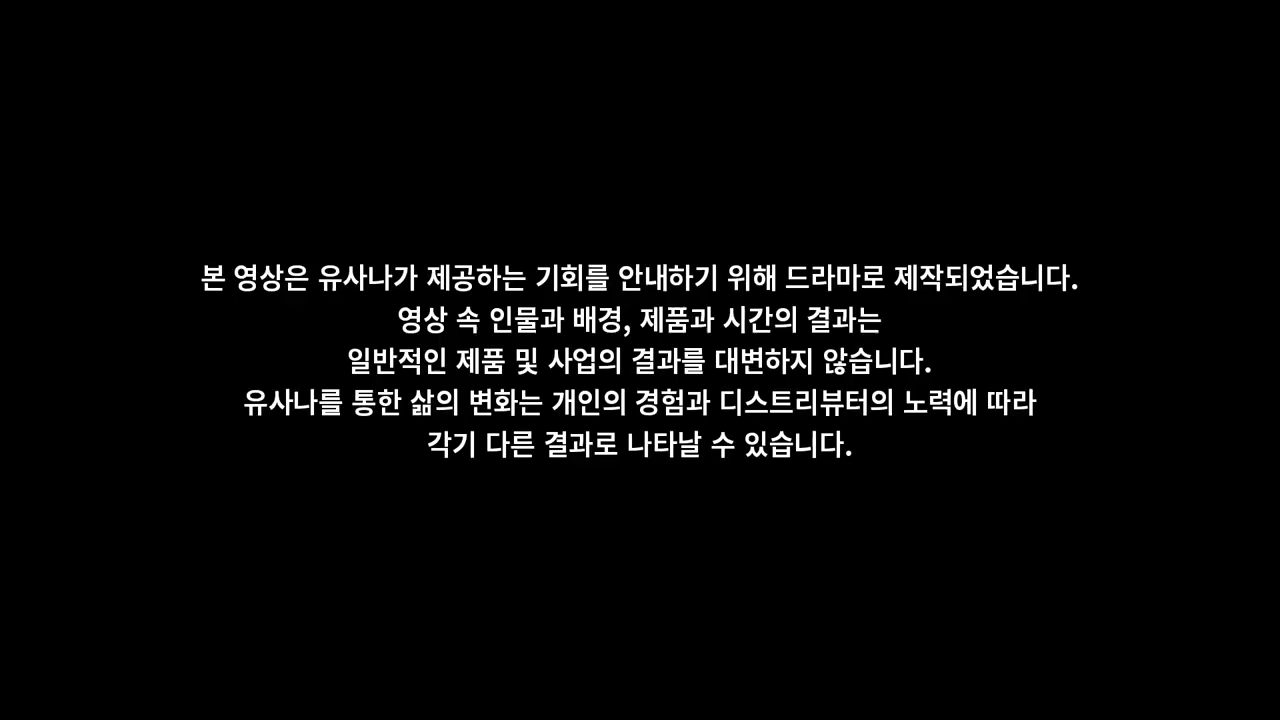 본 영상은 유사나가 제공하는 기회를 안내하기 위해 드라마로 제작되었습니다.
영상 속 인물과 배경, 제품과 시간의 결과는
일반적인 제품 및 사업의 결과를 대변하지 않습니다.
유사나를 통한 삶의 변화는 개인의 경험과 디스트리뷰터의 노력에 따라
각기 다른 결과로 나타날 수 있습니다.